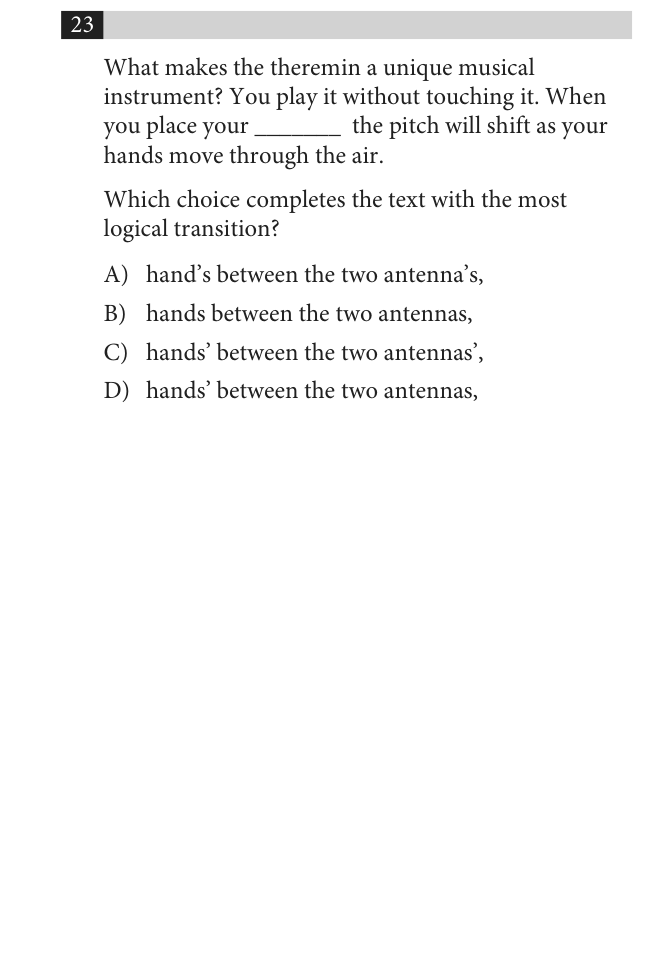 23
What makes the theremin a unique musical
instrument? You play it without touching it. When
you place your _______ the pitch will shift as your
hands move through the air.
Which choice completes the text with the most
logical transition?
A) hand’s between the two antenna’s,
B) hands between the two antennas,
C) hands’ between the two antennas’,
D) hands’ between the two antennas,